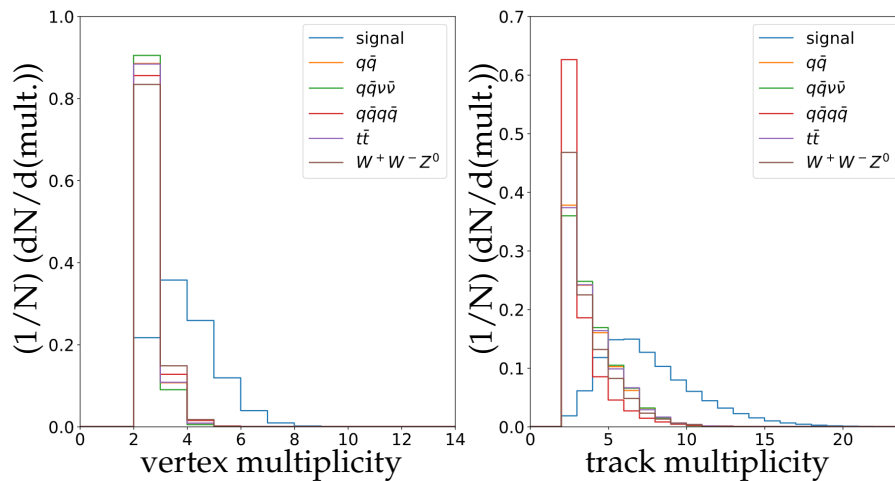 (1/N) (dN/d(mult.))
1.0
0.8
0.6
0.4
0.2
0.0
0 2 4 6 8 10 12 14
vertex multiplicity
signal
qq̄
qq̄νν̄
qq̄qq̄
tt̄
W⁺W⁻Z⁰
(1/N) (dN/d(mult.))
0.7
0.6
0.5
0.4
0.3
0.2
0.1
0.0
0 5 10 15 20
track multiplicity
signal
qq̄
qq̄νν̄
qq̄qq̄
tt̄
W⁺W⁻Z⁰